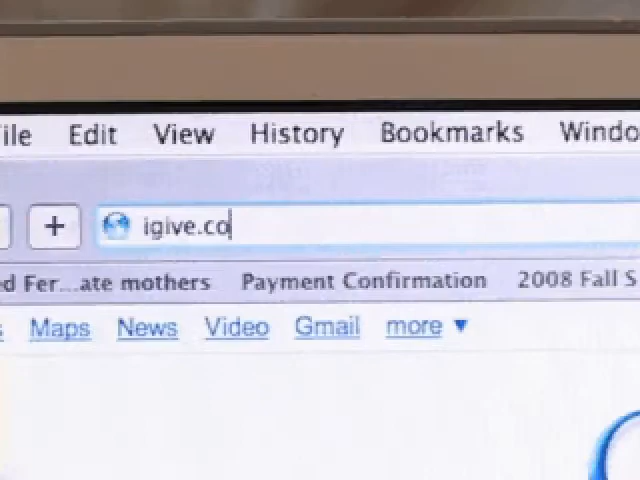 ile Edit View History Bookmarks Windo
+ igive.co
d Fer...ate mothers Payment Confirmation 2008 Fall S
s Maps News Video Gmail more ▼